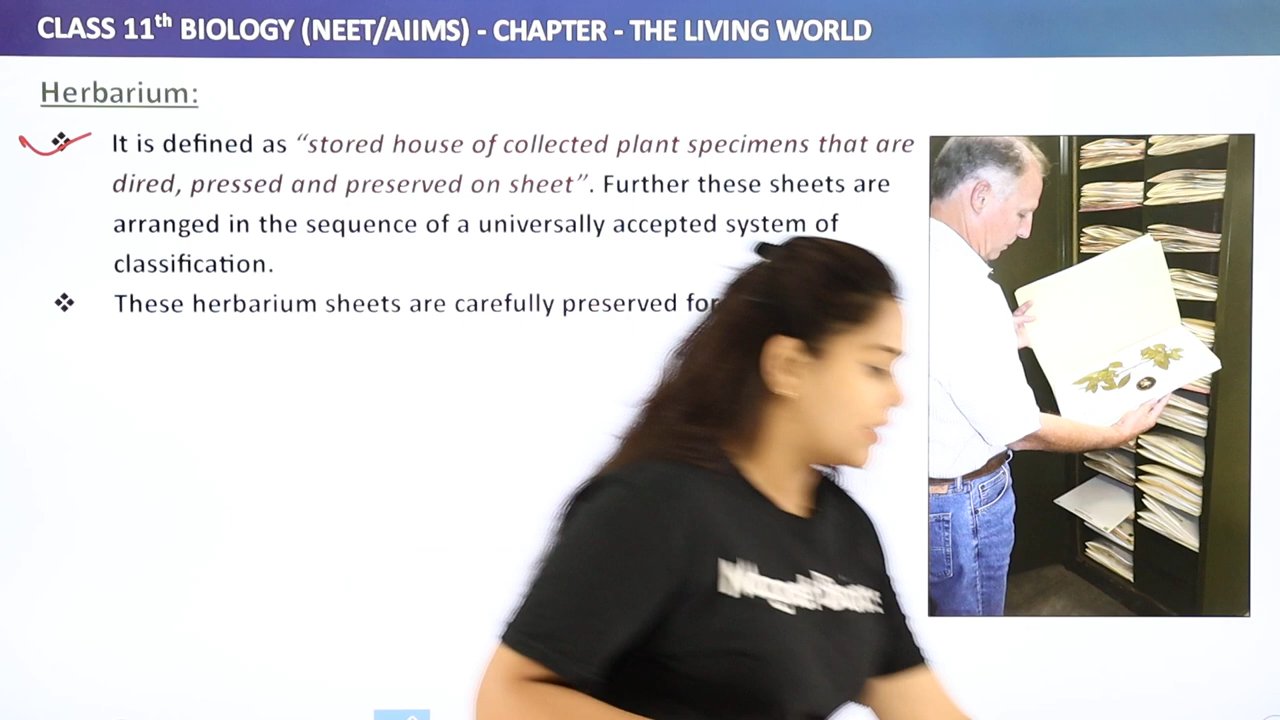 CLASS 11th BIOLOGY (NEET/AIIMS) - CHAPTER - THE LIVING WORLD
Herbarium:
❖ It is defined as “stored house of collected plant specimens that are
dired, pressed and preserved on sheet”. Further these sheets are
arranged in the sequence of a universally accepted system of
classification.
❖ These herbarium sheets are carefully preserved for